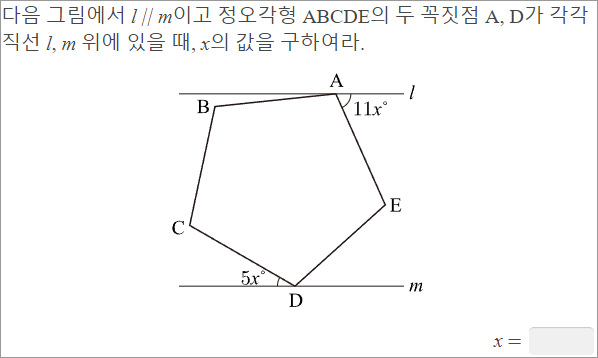 다음 그림에서 l // m이고 정오각형 ABCDE의 두 꼭짓점 A, D가 각각
직선 l, m 위에 있을 때, x의 값을 구하여라.
A
l
B
11x°
E
C
5x°
D
m
x =